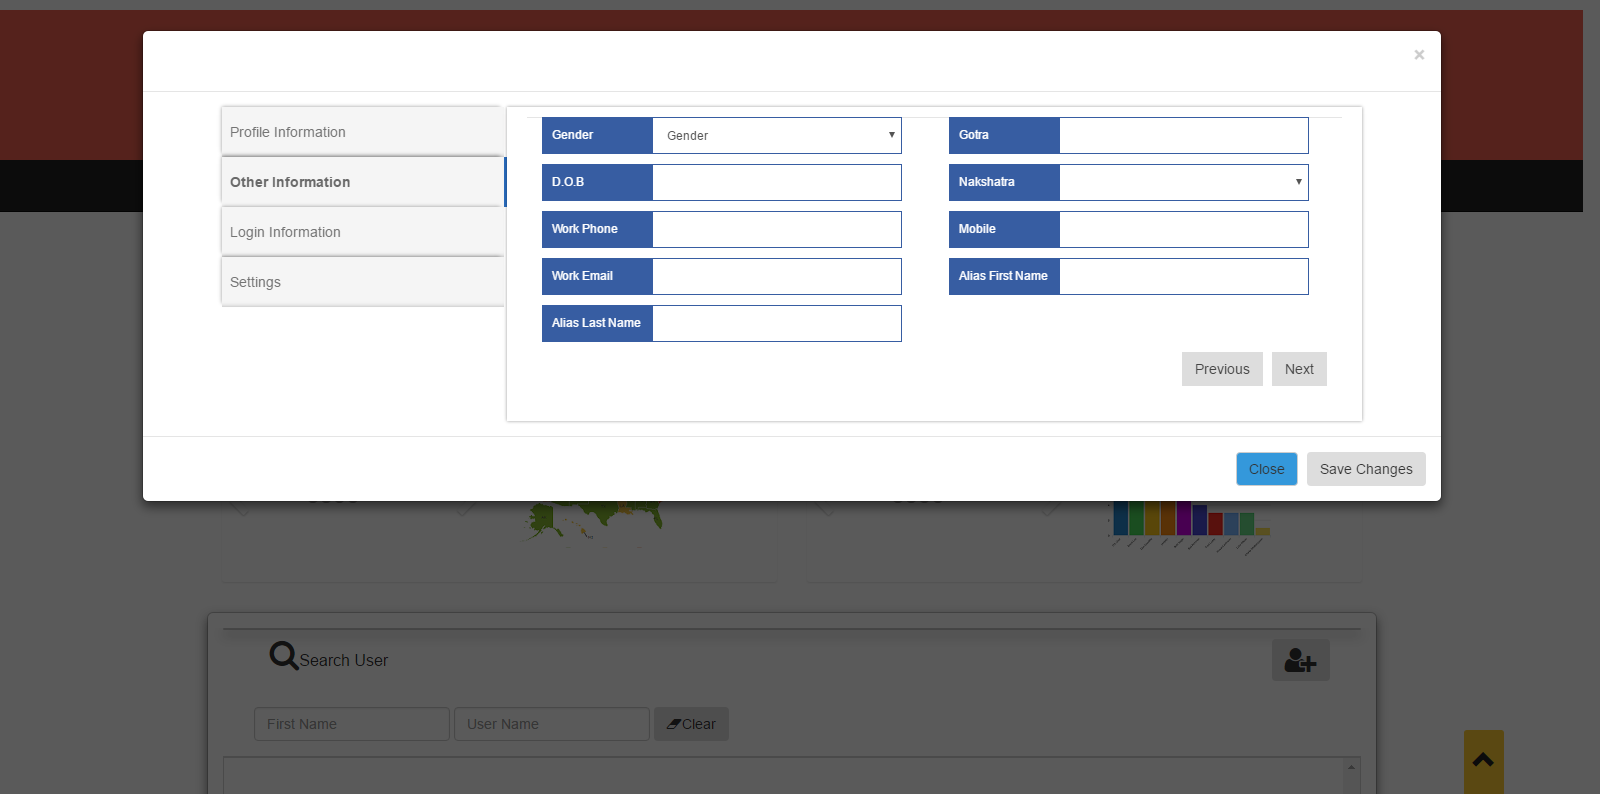 ×
Profile Information
Other Information
Login Information
Settings
Gender Gender Gotra
D.O.B Nakshatra
Work Phone Mobile
Work Email Alias First Name
Alias Last Name
Previous Next
Close Save Changes
Search User
First Name User Name Clear